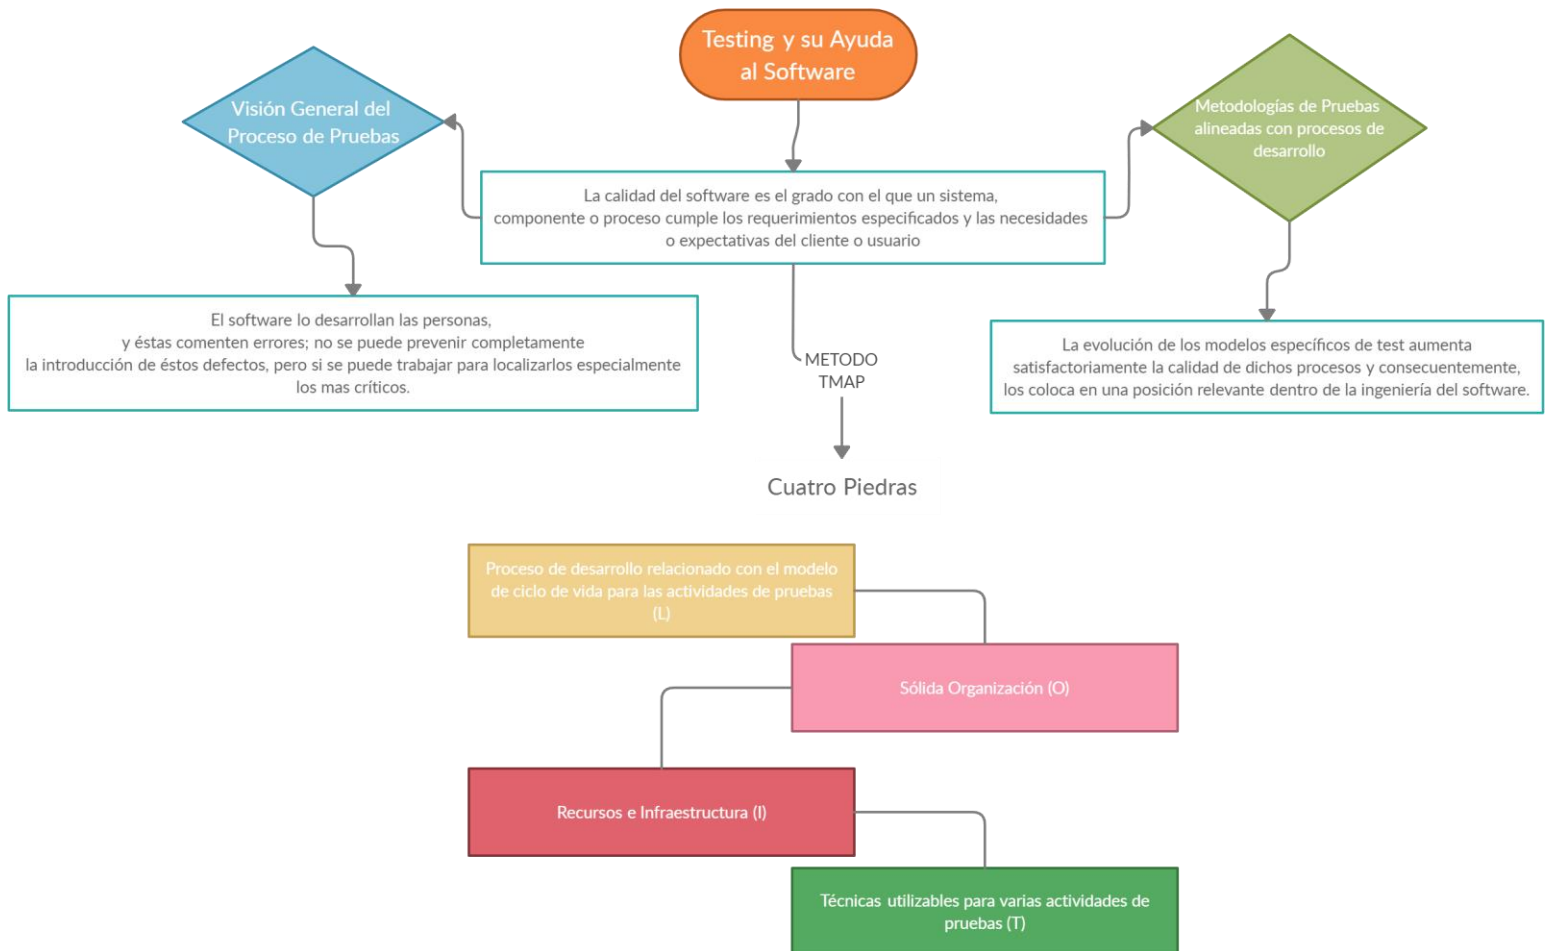 Testing y su Ayuda
al Software
Visión General del
Proceso de Pruebas
Metodologías de Pruebas
alineadas con procesos de
desarrollo
La calidad del software es el grado con el que un sistema,
componente o proceso cumple los requerimientos especificados y las necesidades
o expectativas del cliente o usuario
El software lo desarrollan las personas,
y éstas comenten errores; no se puede prevenir completamente
la introducción de éstos defectos, pero si se puede trabajar para localizarlos especialmente
los mas críticos.
La evolución de los modelos específicos de test aumenta
satisfactoriamente la calidad de dichos procesos y consecuentemente,
los coloca en una posición relevante dentro de la ingeniería del software.
METODO
TMAP
Cuatro Piedras
Proceso de desarrollo relacionado con el modelo
de ciclo de vida para las actividades de pruebas
(L)
Sólida Organización (O)
Recursos e Infraestructura (I)
Técnicas utilizables para varias actividades de
pruebas (T)